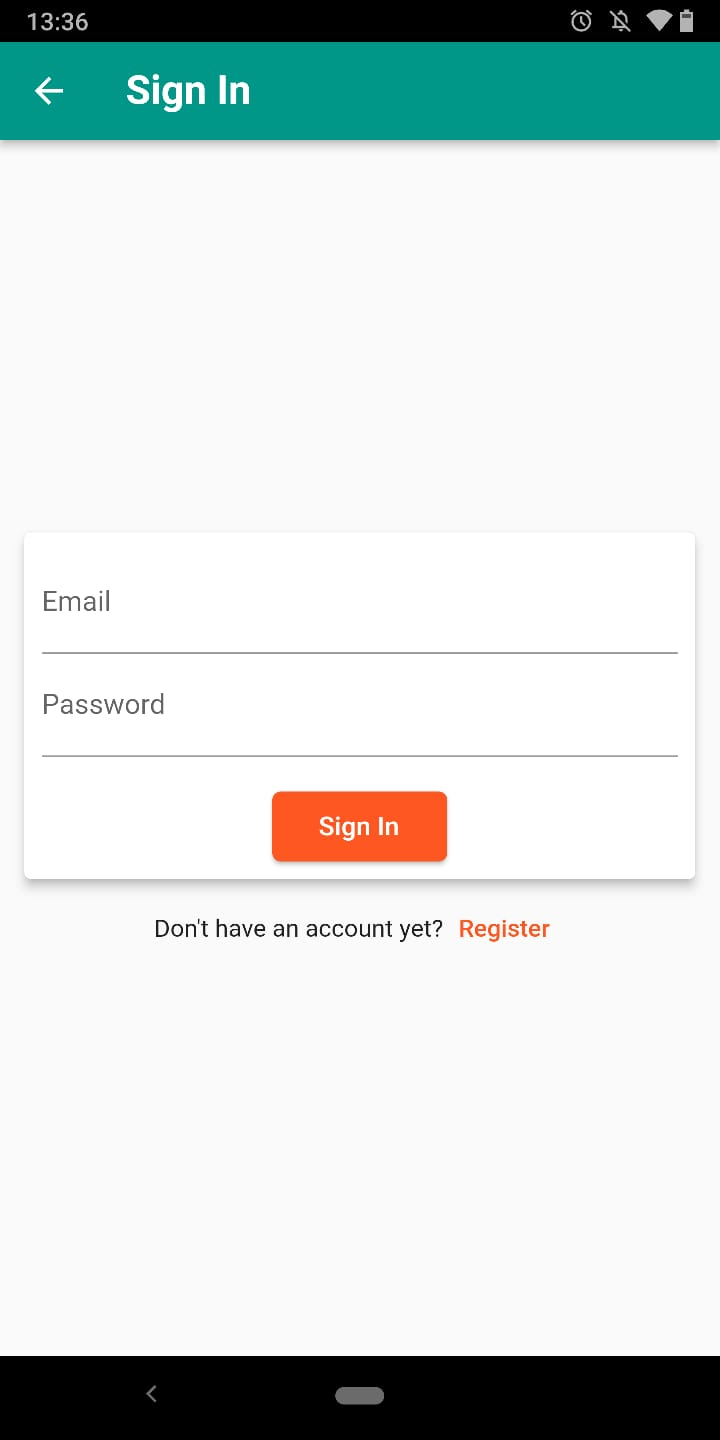 13:36
Sign In
Email
Password
Sign In
Don't have an account yet? Register